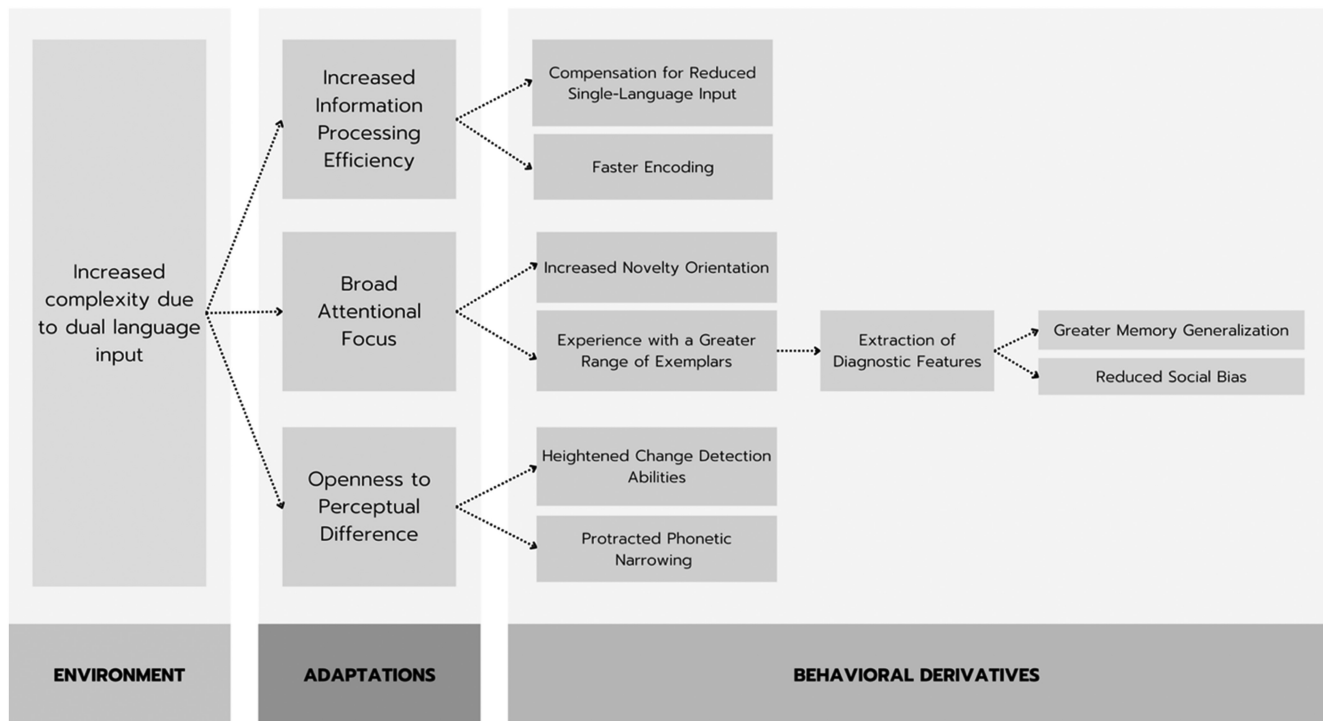 Increased
complexity due
to dual language
input
Increased
Information
Processing
Efficiency
Broad
Attentional
Focus
Openness to
Perceptual
Difference
Compensation for Reduced
Single-Language Input
Faster Encoding
Increased Novelty Orientation
Experience with a Greater
Range of Exemplars
Heightened Change Detection
Abilities
Protracted Phonetic
Narrowing
Extraction of
Diagnostic Features
Greater Memory Generalization
Reduced Social Bias
ENVIRONMENT
ADAPTATIONS
BEHAVIORAL DERIVATIVES